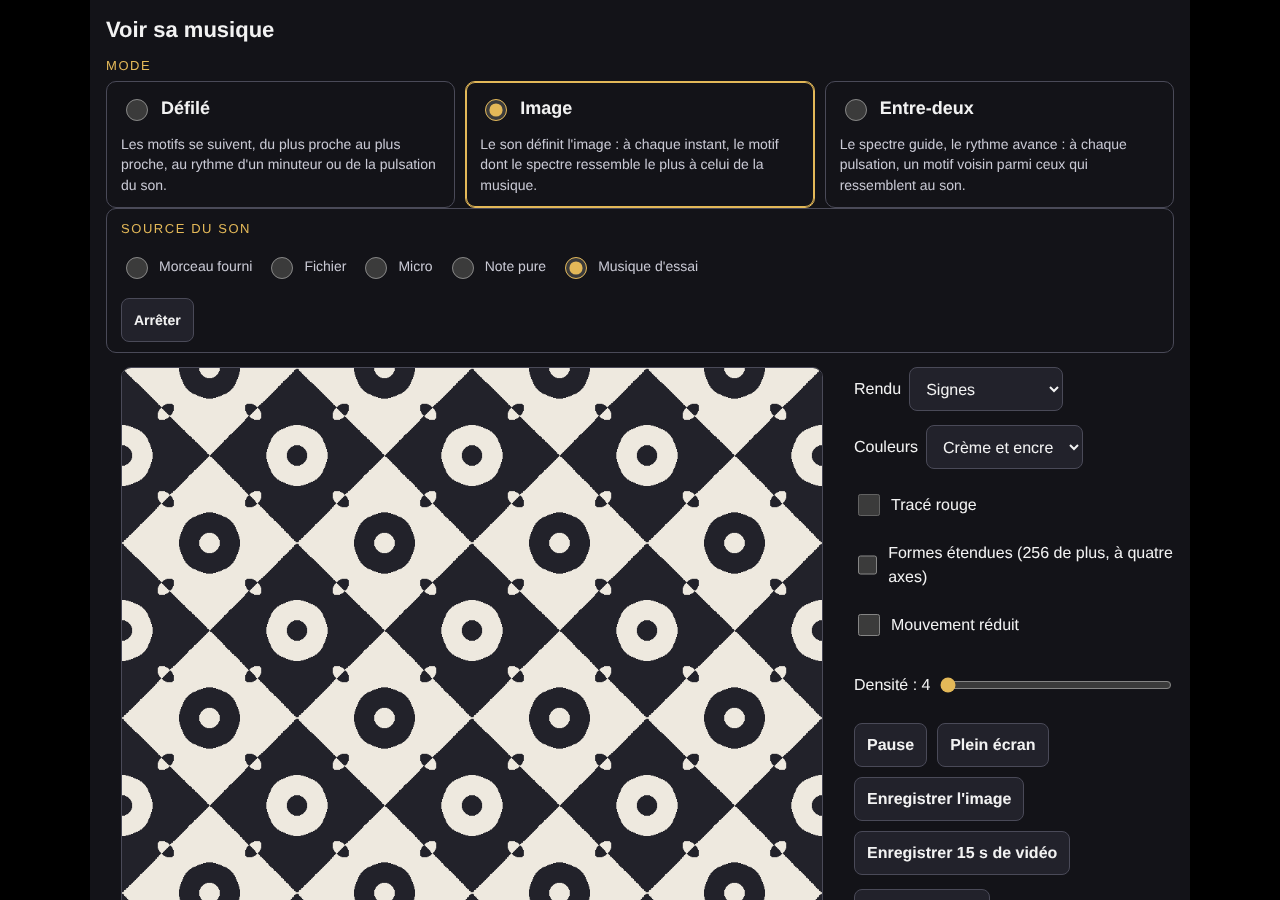 Voir sa musique
MODE
Défilé
Les motifs se suivent, du plus proche au plus
proche, au rythme d'un minuteur ou de la pulsation
du son.
Image
Le son définit l'image : à chaque instant, le motif
dont le spectre ressemble le plus à celui de la
musique.
Entre-deux
Le spectre guide, le rythme avance : à chaque
pulsation, un motif voisin parmi ceux qui
ressemblent au son.
SOURCE DU SON
Morceau fourni
Fichier
Micro
Note pure
Musique d'essai
Arrêter
Rendu
Signes
Couleurs
Crème et encre
Tracé rouge
Formes étendues (256 de plus, à quatre
axes)
Mouvement réduit
Densité : 4
Pause
Plein écran
Enregistrer l'image
Enregistrer 15 s de vidéo